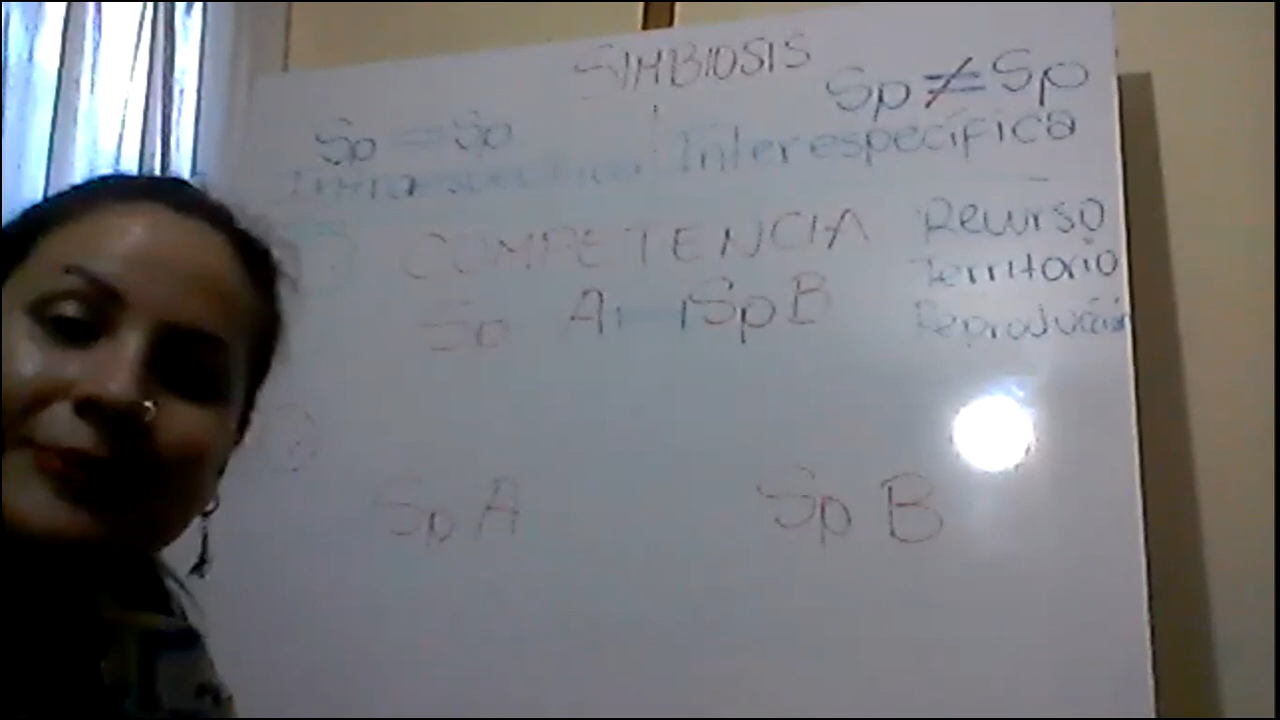 SIMBIOSIS
Sp = Sp
Sp ≠ Sp
Intraespecífica
Interespecífica
COMPETENCIA
Recurso
Territorio
Reproducción
Sp A Sp B
Sp A
Sp B